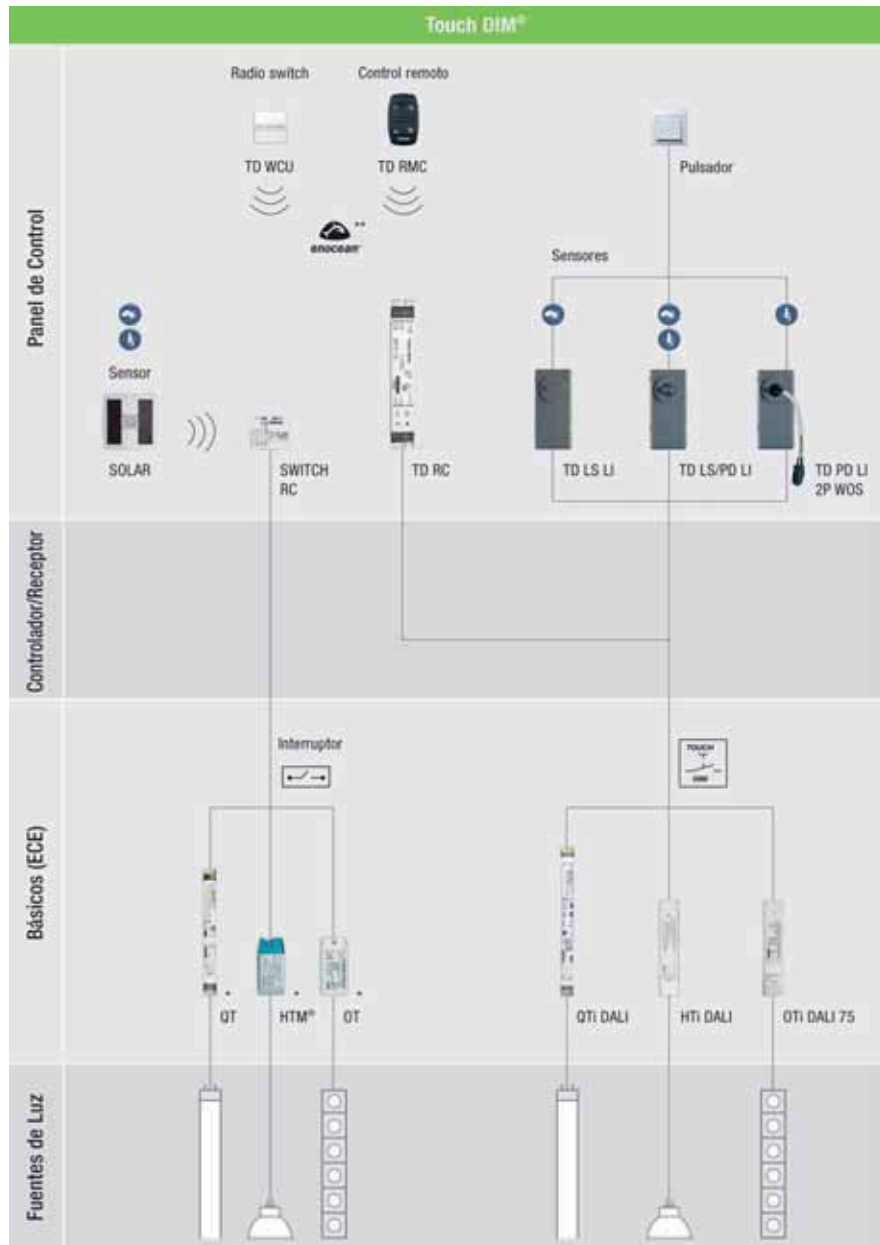 Touch DIM®
Panel de Control
Radio switch
Control remoto
TD WCU
TD RMC
Pulsador
enocean
**
Sensores
Sensor
SOLAR
SWITCH
RC
TD RC
TD LS LI
TD LS/PD LI
TD PD LI
2P WOS
Controlador/Receptor
Básicos (ECE)
Interruptor
TOUCH
DIM
QT *
HTM® *
OT *
QTi DALI
HTi DALI
OTi DALI 75
Fuentes de Luz